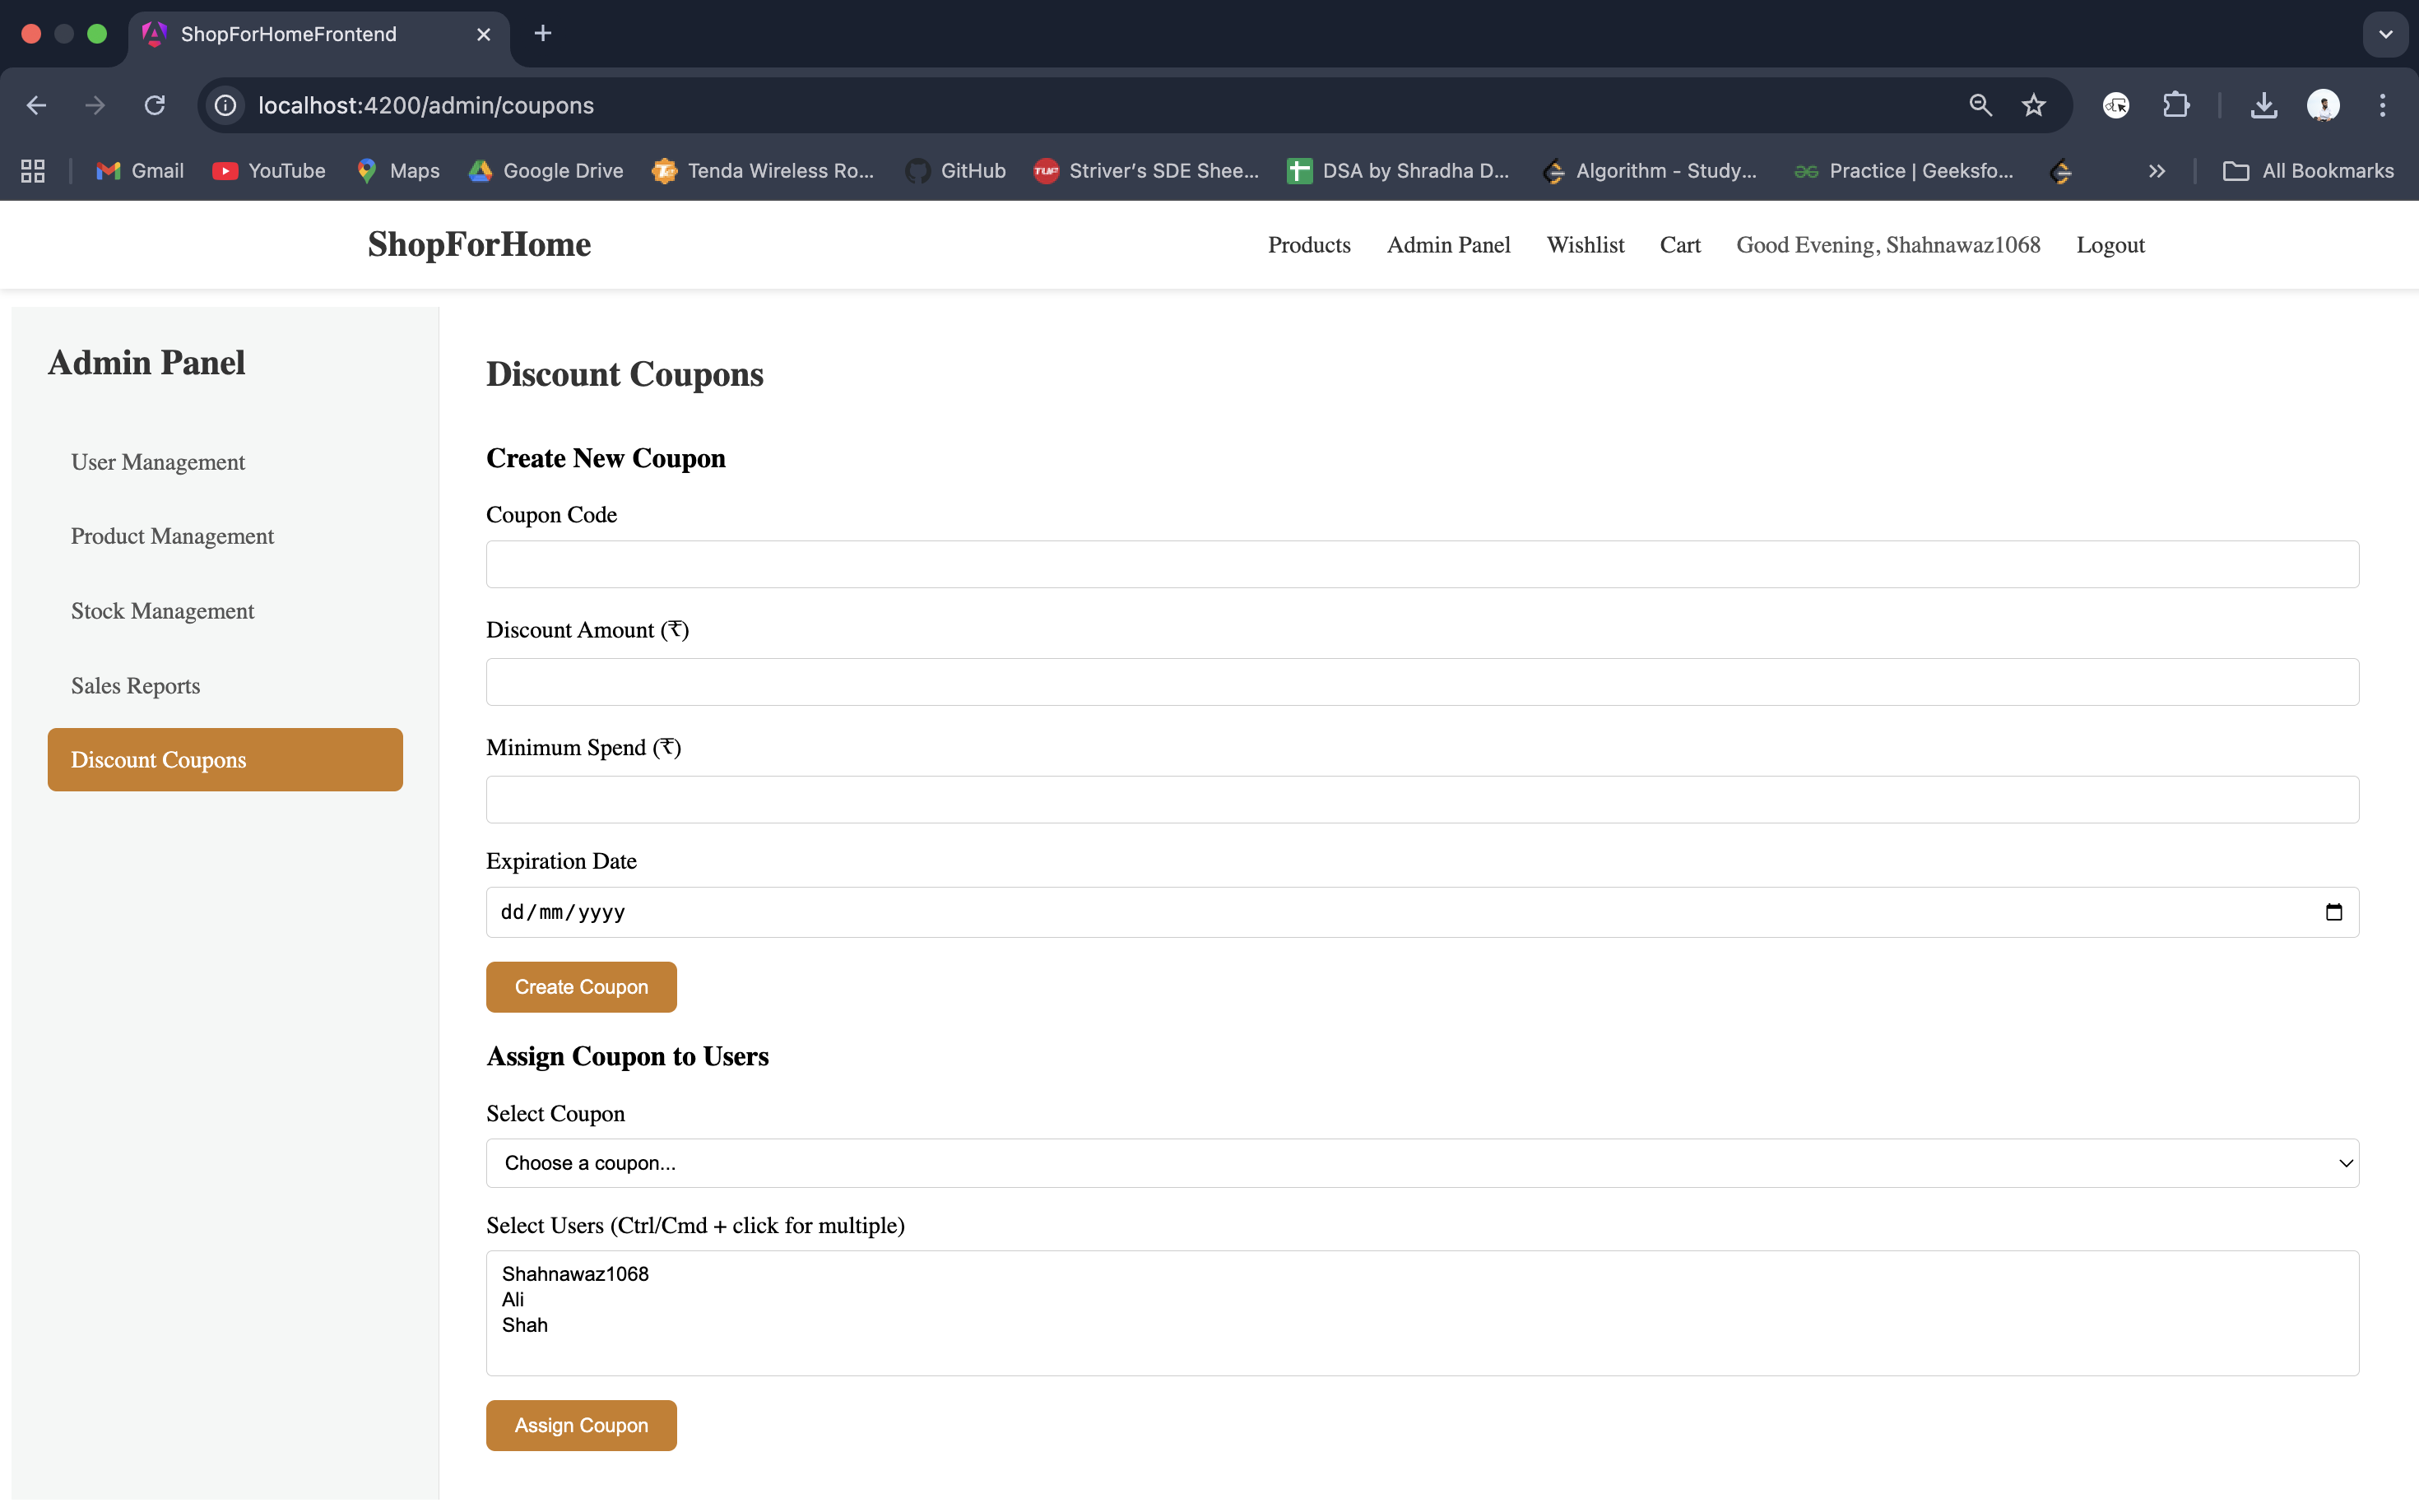 ShopForHomeFrontend
localhost:4200/admin/coupons
Gmail YouTube Maps Google Drive Tenda Wireless Ro... GitHub Striver’s SDE Shee... DSA by Shradha D... Algorithm - Study... Practice | Geeksfo... All Bookmarks
ShopForHome Products Admin Panel Wishlist Cart Good Evening, Shahnawaz1068 Logout
Admin Panel
User Management
Product Management
Stock Management
Sales Reports
Discount Coupons
Discount Coupons
Create New Coupon
Coupon Code
Discount Amount (₹)
Minimum Spend (₹)
Expiration Date
dd/mm/yyyy
Create Coupon
Assign Coupon to Users
Select Coupon
Choose a coupon...
Select Users (Ctrl/Cmd + click for multiple)
Shahnawaz1068
Ali
Shah
Assign Coupon